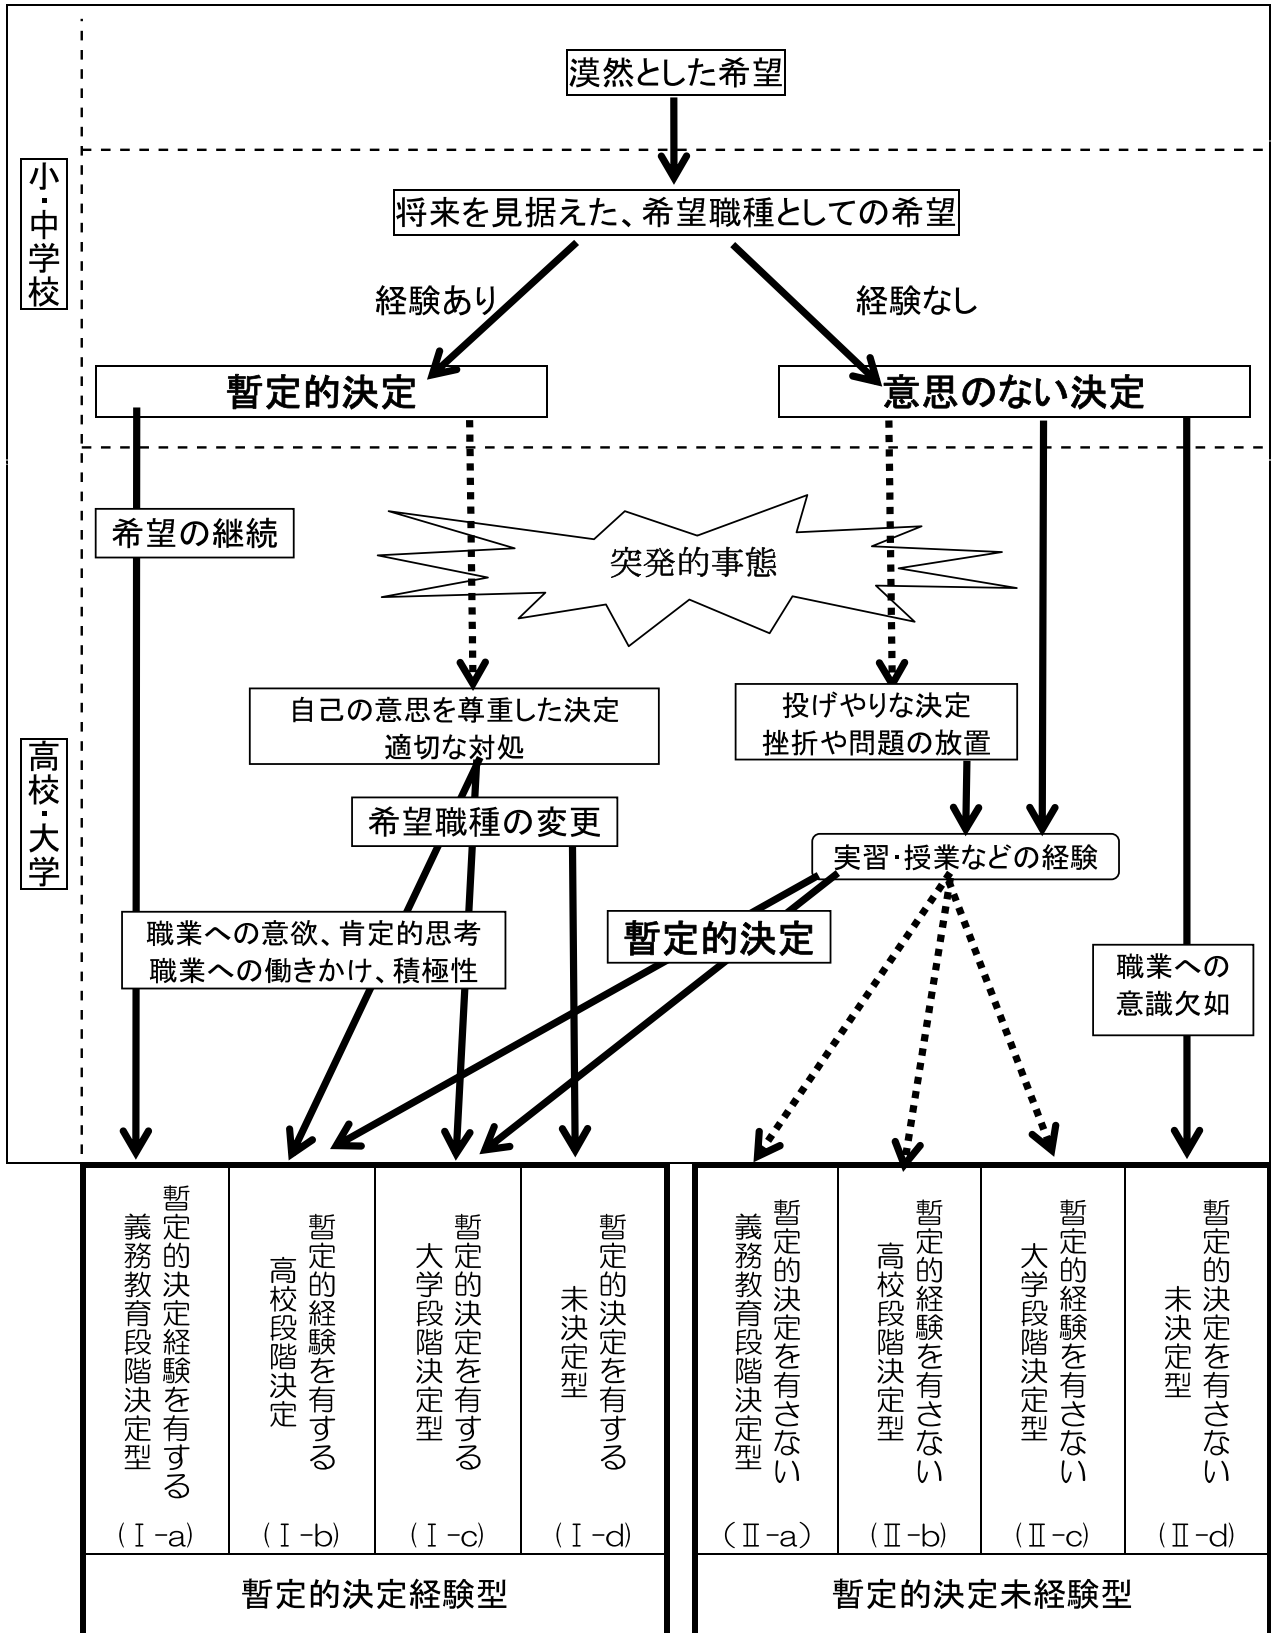 漠然とした希望
小・中学校
将来を見据えた、希望職種としての希望
経験あり
経験なし
暫定的決定
意思のない決定
希望の継続
突発的事態
自己の意思を尊重した決定
適切な対処
投げやりな決定
挫折や問題の放置
高校・大学
希望職種の変更
実習・授業などの経験
職業への意欲、肯定的思考
職業への働きかけ、積極性
暫定的決定
職業への
意識欠如
暫定的決定経験を有する
義務教育段階決定型
(Ⅰ-a)
暫定的経験を有する
高校段階決定
(Ⅰ-b)
暫定的決定を有する
大学段階決定型
(Ⅰ-c)
暫定的決定を有する
未決定型
(Ⅰ-d)
暫定的決定を有さない
義務教育段階決定型
(Ⅱ-a)
暫定的経験を有さない
高校段階決定型
(Ⅱ-b)
暫定的経験を有さない
大学段階決定型
(Ⅱ-c)
暫定的決定を有さない
未決定型
(Ⅱ-d)
暫定的決定経験型
暫定的決定未経験型